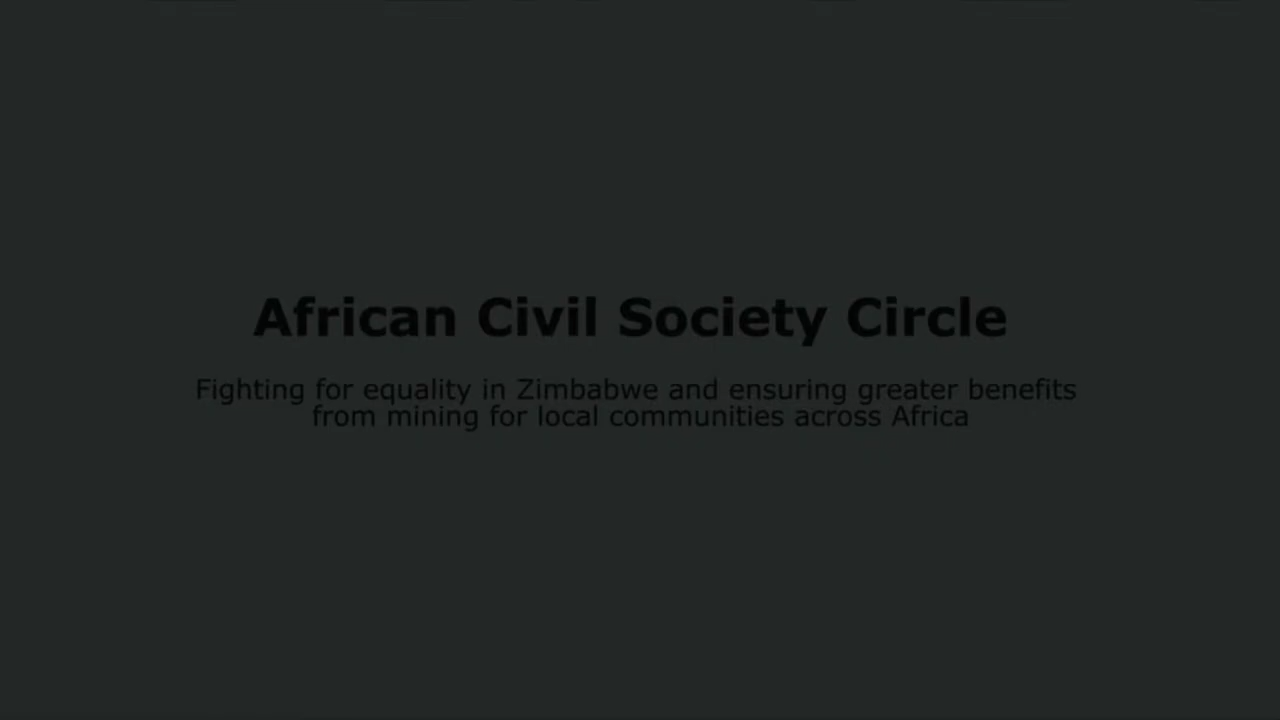 African Civil Society Circle
Fighting for equality in Zimbabwe and ensuring greater benefits
from mining for local communities across Africa